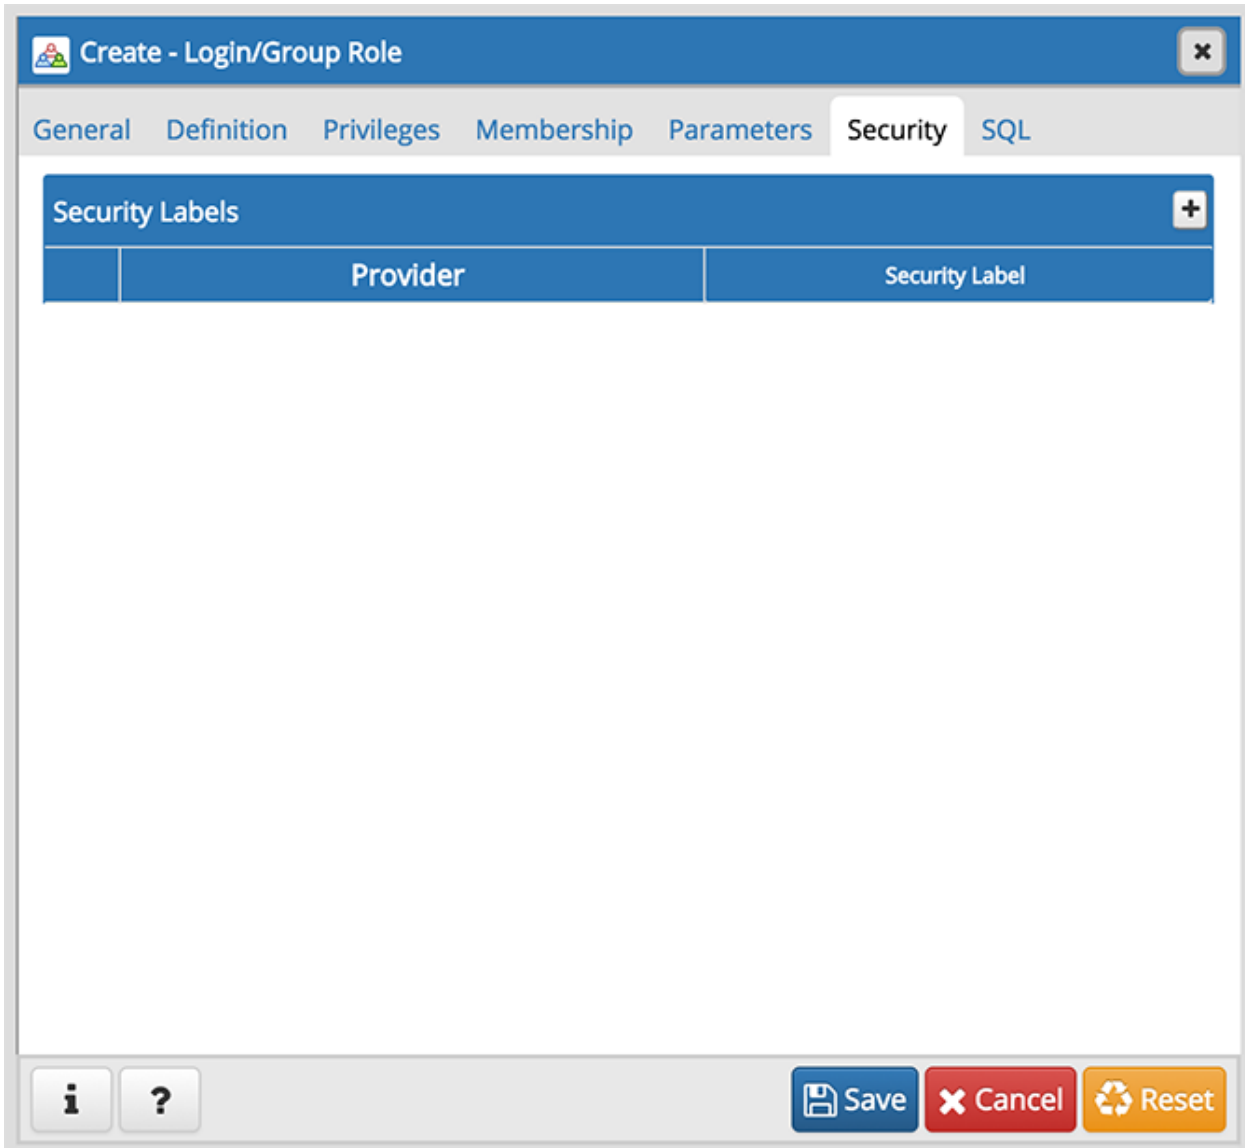 Create - Login/Group Role
General Definition Privileges Membership Parameters Security SQL
Security Labels
Provider Security Label
i ? Save Cancel Reset